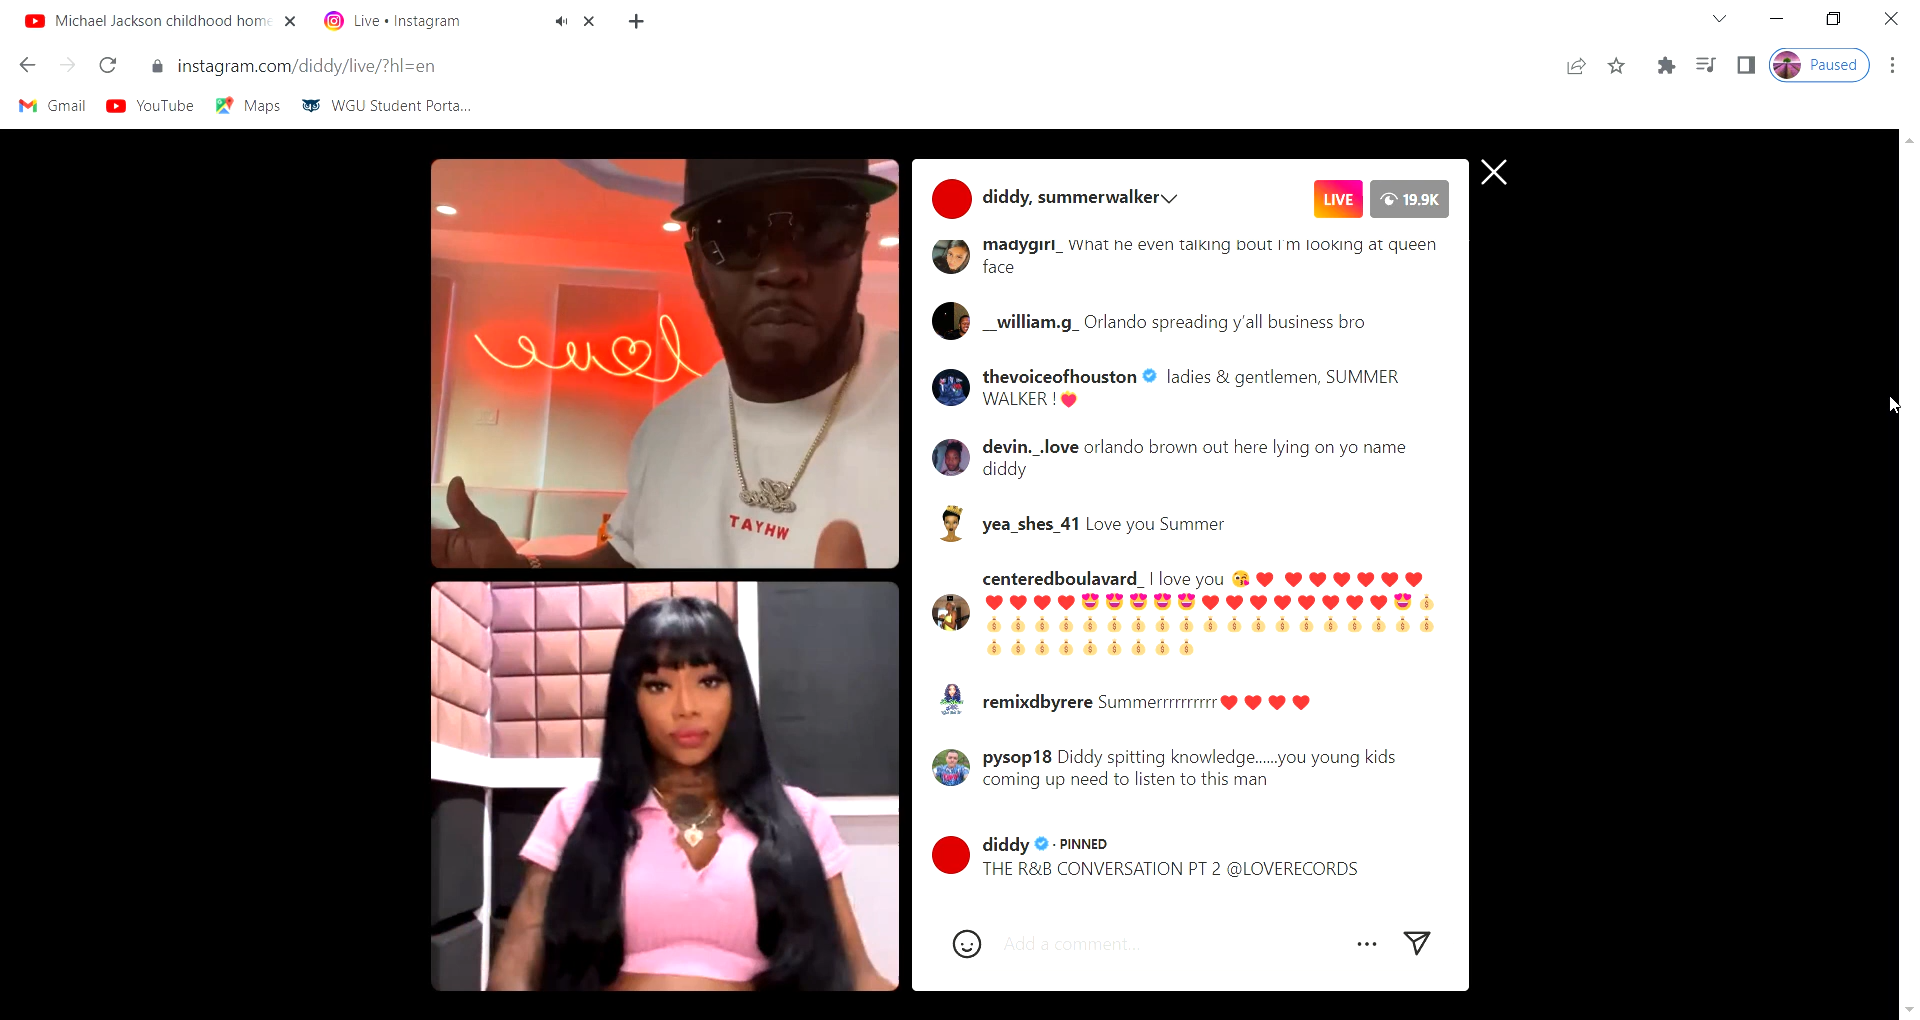 Michael Jackson childhood home
Live • Instagram
instagram.com/diddy/live/?hl=en
Paused
Gmail
YouTube
Maps
WGU Student Porta...
diddy, summerwalker
LIVE
19.9K
madygirl_ What he even talking bout I'm looking at queen
face
__william.g_ Orlando spreading y'all business bro
thevoiceofhouston ladies & gentlemen, SUMMER
WALKER !
devin._.love orlando brown out here lying on yo name
diddy
yea_shes_41 Love you Summer
centeredboulavard_ I love you 😘❤️ ❤️❤️❤️❤️❤️❤️
❤️❤️❤️❤️😍😍😍😍😍❤️❤️❤️❤️❤️❤️❤️❤️😍💰
💰💰💰💰💰💰💰💰💰💰💰💰💰💰💰💰💰💰💰
💰💰💰💰💰💰💰💰💰
remixdbyrere Summerrrrrrrrrr❤️❤️❤️❤️
pysop18 Diddy spitting knowledge......you young kids
coming up need to listen to this man
diddy · PINNED
THE R&B CONVERSATION PT 2 @LOVERECORDS
Add a comment...
love
TAYHW